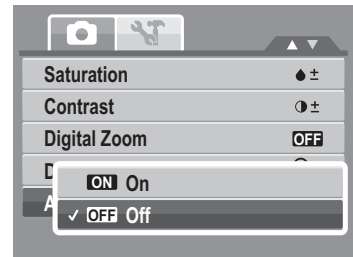 Saturation
Contrast
Digital Zoom OFF
D
ON On
A
OFF Off